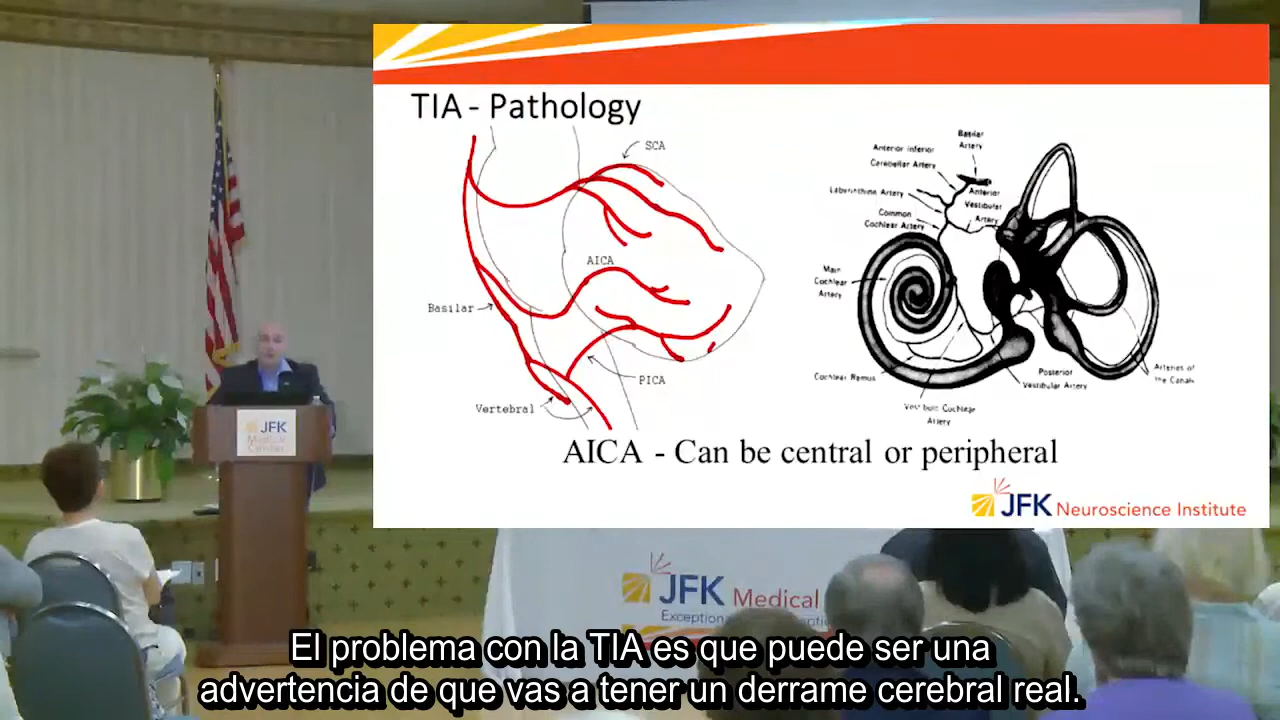 TIA - Pathology
SCA
AICA
Basilar
PICA
Vertebral
Basilar
Artery
Anterior inferior
Cerebellar Artery
Labyrinthine Artery
Anterior
Vestibular
Artery
Common
Cochlear Artery
Main
Cochlear
Artery
Cochlear Ramus
Artery
Posterior
Vestibular Artery
Arteries of
the Canals
AICA - Can be central or peripheral
JFK Neuroscience Institute
JFK
Medical
Center
JFK Medical
El problema con la TIA es que puede ser una
advertencia de que vas a tener un derrame cerebral real.